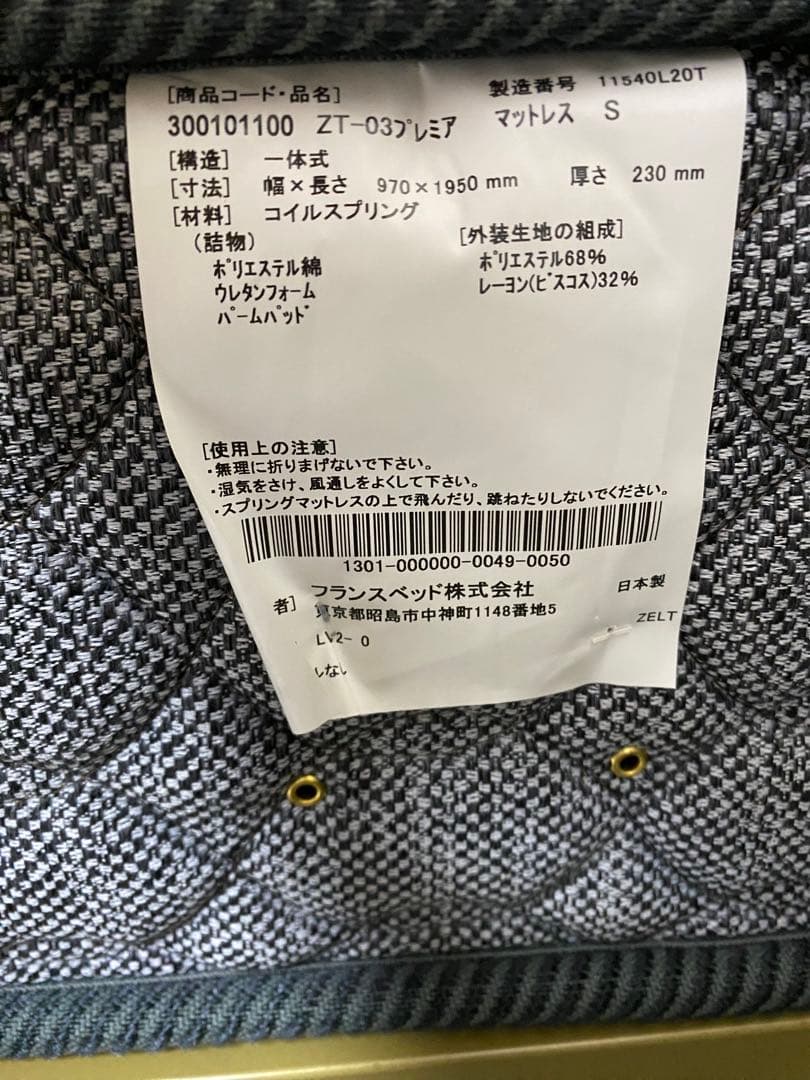 [商品コード・品名]
製造番号 11540L20T
300101100 ZT-03プレミア マットレス S
[構造] 一体式
[寸法] 幅×長さ 970×1950 mm 厚さ 230 mm
[材料] コイルスプリング
(詰物)
[外装生地の組成]
ポリエステル綿
ポリエステル68%
ウレタンフォーム
レーヨン(ビスコス)32%
パームパッド
[使用上の注意]
・無理に折りまげないで下さい。
・湿気をさけ、風通しをよくして下さい。
・スプリングマットレスの上で飛んだり、跳ねたりしないでください。
1301-000000-0049-0050
者] フランスベッド株式会社 日本製
東京都昭島市中神町1148番地5
ZELT